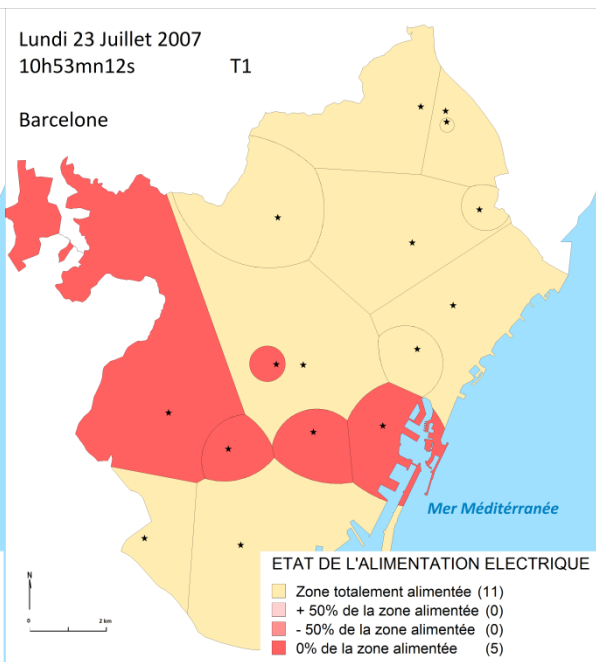 Lundi 23 Juillet 2007
10h53mn12s T1
Barcelone
Mer Méditérranée
ETAT DE L'ALIMENTATION ELECTRIQUE
Zone totalement alimentée (11)
+ 50% de la zone alimentée (0)
- 50% de la zone alimentée (0)
0% de la zone alimentée (5)
N
0 2 km